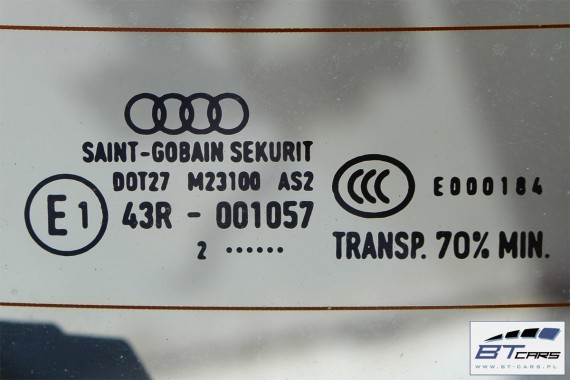 SAINT-GOBAIN SEKURIT
DOT27 M23100 AS2
E1 43R - 001057
2 ......
CCC E000184
TRANSP. 70% MIN.
BTCARS
WWW.BT-CARS.PL